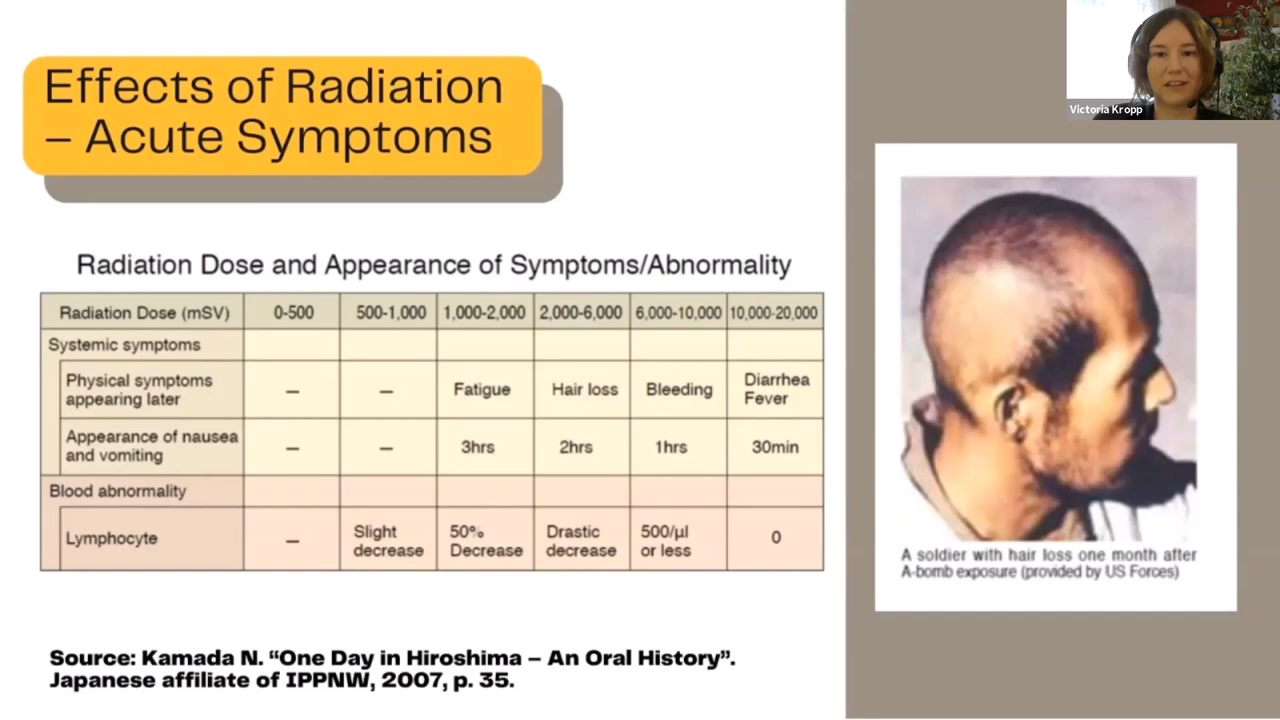 Effects of Radiation
– Acute Symptoms
Victoria Kropp
Radiation Dose and Appearance of Symptoms/Abnormality
Radiation Dose (mSV) 0-500 500-1,000 1,000-2,000 2,000-6,000 6,000-10,000 10,000-20,000
Systemic symptoms
Physical symptoms
appearing later – – Fatigue Hair loss Bleeding Diarrhea
Fever
Appearance of nausea
and vomiting – – 3hrs 2hrs 1hrs 30min
Blood abnormality
Lymphocyte – Slight
decrease 50%
Decrease Drastic
decrease 500/µl
or less 0
A soldier with hair loss one month after
A-bomb exposure (provided by US Forces)
Source: Kamada N. “One Day in Hiroshima – An Oral History”.
Japanese affiliate of IPPNW, 2007, p. 35.